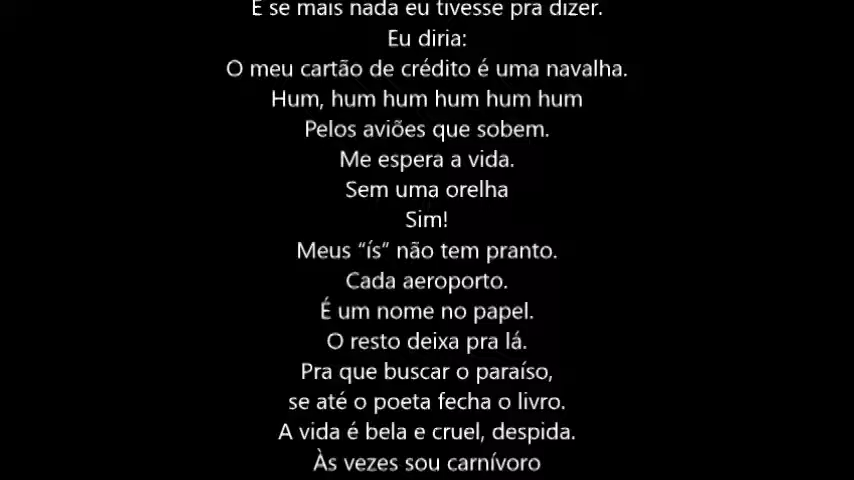 E se mais nada eu tivesse pra dizer.
Eu diria:
O meu cartão de crédito é uma navalha.
Hum, hum hum hum hum hum
Pelos aviões que sobem.
Me espera a vida.
Sem uma orelha
Sim!
Meus “ís” não tem pranto.
Cada aeroporto.
É um nome no papel.
O resto deixa pra lá.
Pra que buscar o paraíso,
se até o poeta fecha o livro.
A vida é bela e cruel, despida.
Às vezes sou carnívoro